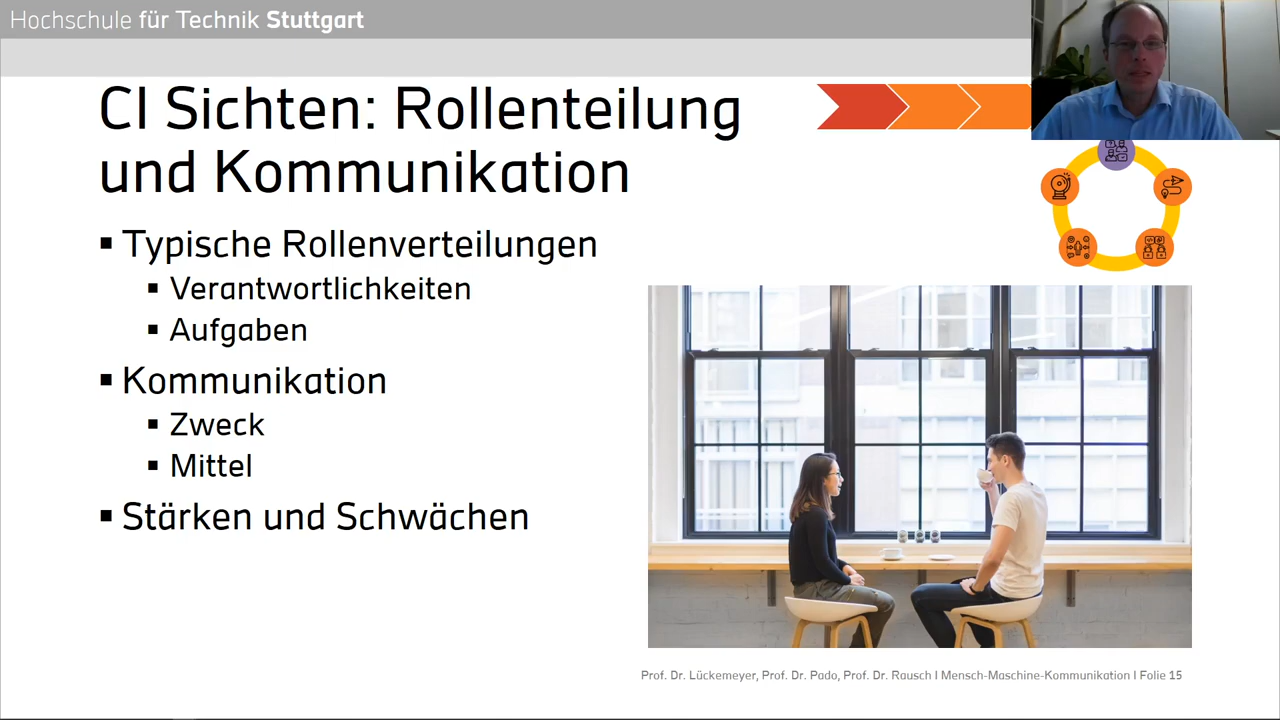 Hochschule für Technik Stuttgart
CI Sichten: Rollenteilung
und Kommunikation
Typische Rollenverteilungen
Verantwortlichkeiten
Aufgaben
Kommunikation
Zweck
Mittel
Stärken und Schwächen
Prof. Dr. Lückemeyer, Prof. Dr. Pado, Prof. Dr. Rausch I Mensch-Maschine-Kommunikation I Folie 15